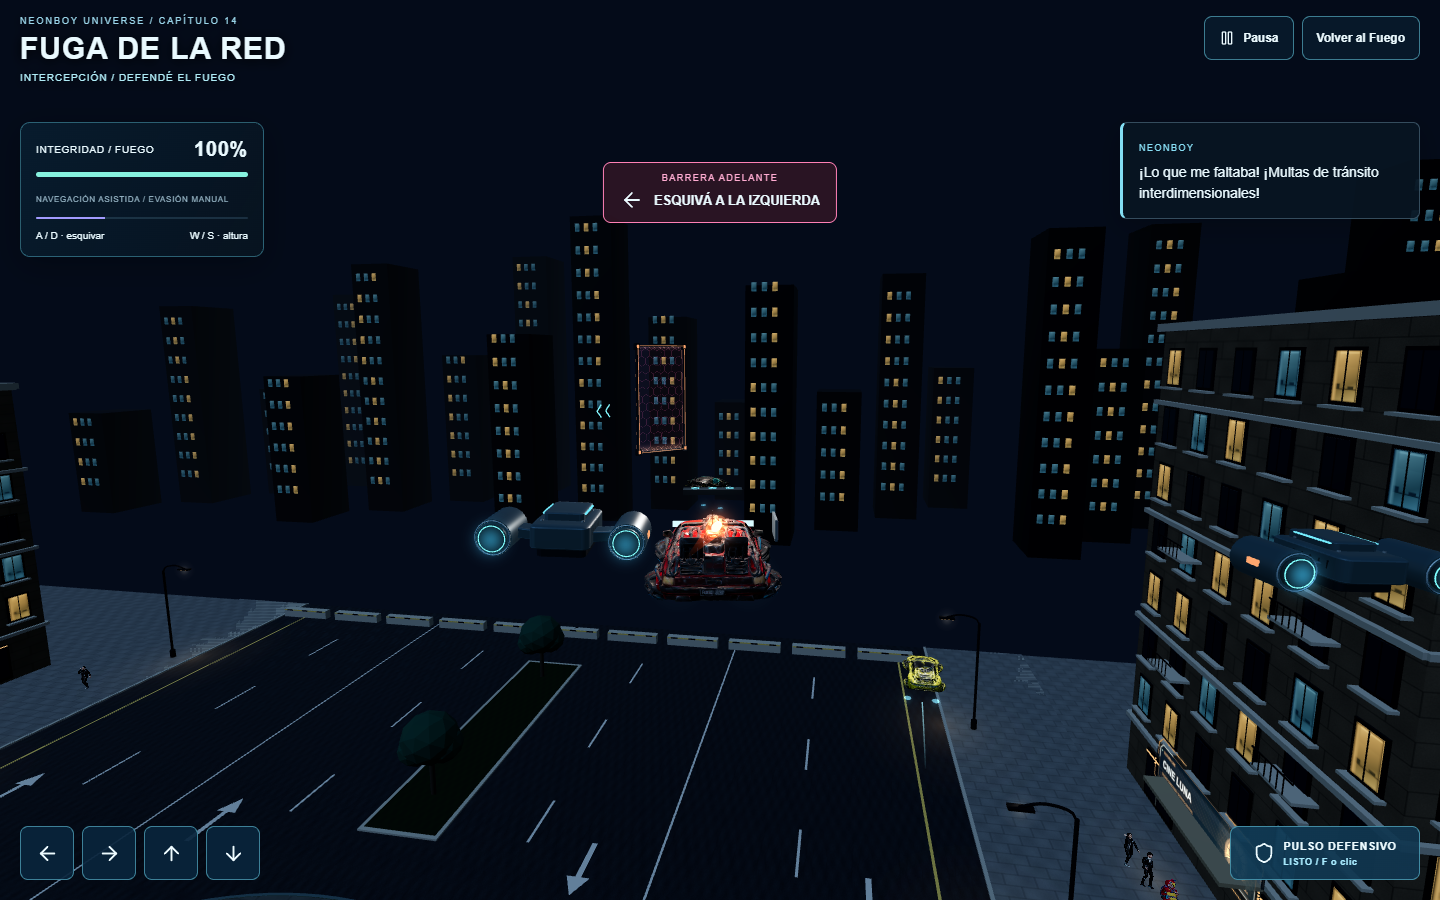 NEONBOY UNIVERSE / CAPÍTULO 14
FUGA DE LA RED
INTERCEPCIÓN / DEFENDÉ EL FUEGO
Pausa
Volver al Fuego
INTEGRIDAD / FUEGO 100%
NAVEGACIÓN ASISTIDA / EVASIÓN MANUAL
A / D · esquivar W / S · altura
BARRERA ADELANTE
ESQUIVÁ A LA IZQUIERDA
NEONBOY
¡Lo que me faltaba! ¡Multas de tránsito
interdimensionales!
CINE LUNA
PULSO DEFENSIVO
LISTO / F o clic